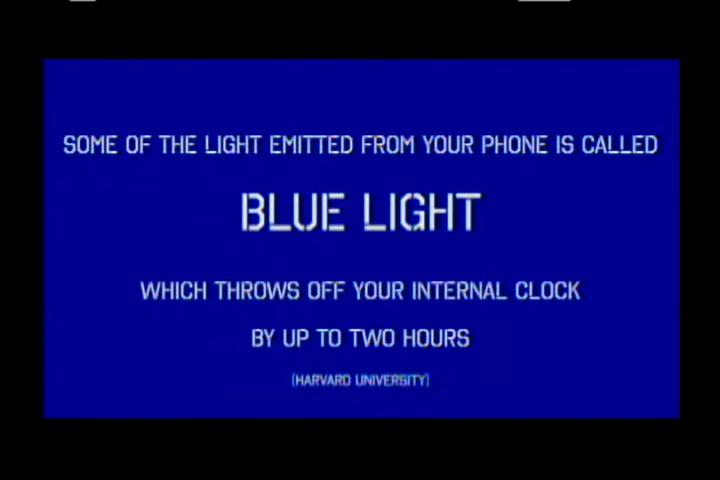 SOME OF THE LIGHT EMITTED FROM YOUR PHONE IS CALLED
BLUE LIGHT
WHICH THROWS OFF YOUR INTERNAL CLOCK
BY UP TO TWO HOURS
(HARVARD UNIVERSITY)